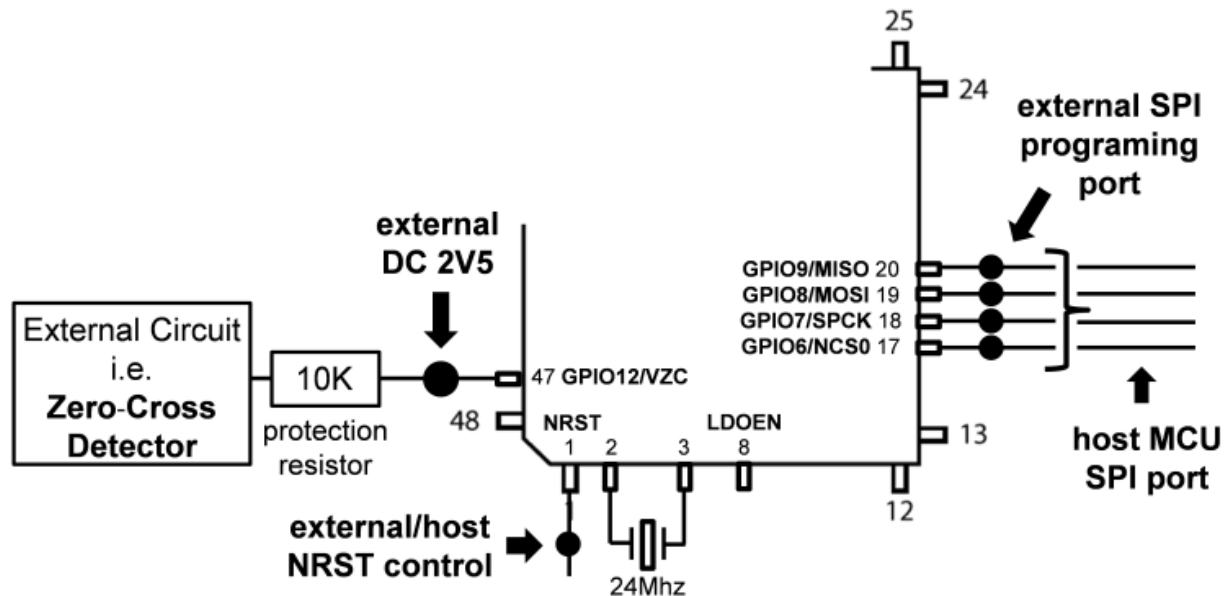 25
24
external SPI
programing
port
external
DC 2V5
GPIO9/MISO 20
GPIO8/MOSI 19
GPIO7/SPCK 18
GPIO6/NCS0 17
External Circuit
i.e.
Zero-Cross
Detector
10K
protection
resistor
47 GPIO12/VZC
48
NRST
LDOEN
1
2
3
8
13
12
1
host MCU
SPI port
external/host
NRST control
24Mhz